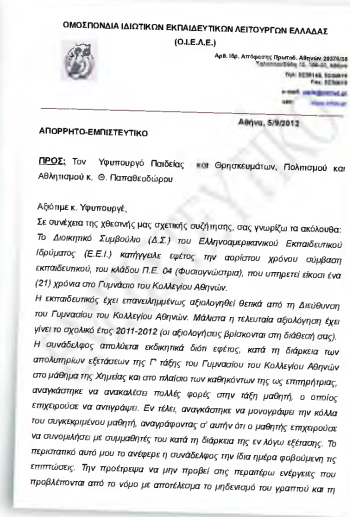 ΟΜΟΣΠΟΝΔΙΑ ΙΔΙΩΤΙΚΩΝ ΕΚΠΑΙΔΕΥΤΙΚΩΝ ΛΕΙΤΟΥΡΓΩΝ ΕΛΛΑΔΑΣ
(Ο.Ι.Ε.Λ.Ε.)
Αρθ. Ιδρ. Απόφασης Πρωτοδ. Αθηνών 20376/58
Αθήνα, 5/9/2012
ΑΠΟΡΡΗΤΟ-ΕΜΠΙΣΤΕΥΤΙΚΟ
ΠΡΟΣ: Τον Υφυπουργό Παιδείας και Θρησκευμάτων, Πολιτισμού και
Αθλητισμού κ. Θ. Παπαθεοδώρου
Αξιότιμε κ. Υφυπουργέ,
Σε συνέχεια της χθεσινής μας σχετικής συζήτησης, σας γνωρίζω τα ακόλουθα:
Το Διοικητικό Συμβούλιο (Δ.Σ.) του Ελληνοαμερικανικού Εκπαιδευτικού
Ιδρύματος (Ε.Ε.Ι.) κατήγγειλε εφέτος την αορίστου χρόνου σύμβαση
εκπαιδευτικού, του κλάδου Π.Ε. 04 (Φυσιογνώστρια), που υπηρετεί είκοσι ένα
(21) χρόνια στο Γυμνάσιο του Κολλεγίου Αθηνών.
Η εκπαιδευτικός έχει επανειλημμένως αξιολογηθεί θετικά από τη Διεύθυνση
του Γυμνασίου του Κολλεγίου Αθηνών. Μάλιστα η τελευταία αξιολόγηση έχει
γίνει το σχολικό έτος 2011-2012 (οι αξιολογήσεις βρίσκονται στη διάθεσή σας).
Η συνάδελφος απολύεται εκδικητικά διότι εφέτος, κατά τη διάρκεια των
απολυτηρίων εξετάσεων της Γ' τάξης του Γυμνασίου του Κολλεγίου Αθηνών
στο μάθημα της Χημείας και στο πλαίσιο των καθηκόντων της ως επιτηρήτριας,
αναγκάστηκε να ανακαλέσει πολλές φορές στην τάξη μαθητή, ο οποίος
επιχειρούσε να αντιγράψει. Εν τέλει, αναγκάστηκε να μονογράψει την κόλλα
του συγκεκριμένου μαθητή, αναγράφοντας σ' αυτήν ότι ο μαθητής επιχειρούσε
να συνομιλήσει με συμμαθητές του κατά τη διάρκεια της εν λόγω εξέτασης. Το
περιστατικό αυτό μου το ανέφερε η συνάδελφος την ίδια ημέρα φοβούμενη τις
επιπτώσεις. Την προέτρεψα να μην προβεί στις περαιτέρω ενέργειες που
προβλέπονται από το νόμο με αποτέλεσμα το μηδενισμό του γραπτού και τη